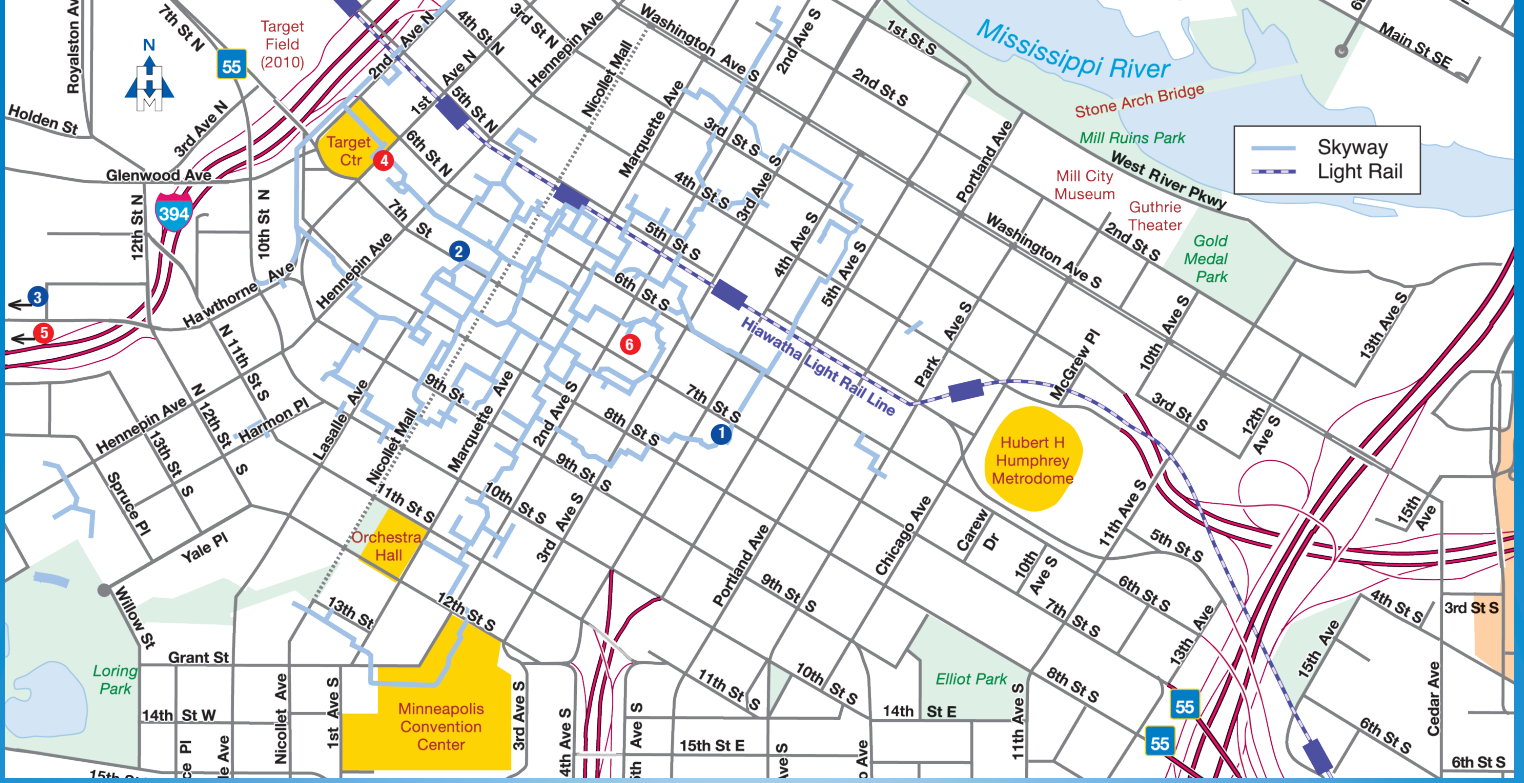 Royalston Ave
7th St N
55
Target
Field
(2010)
2nd Ave N
4th St N
3rd St N
Hennepin Ave
Washington Ave S
2nd Ave S
1st St S
Mississippi River
Main St SE
N
H
M
Holden St
3rd Ave N
1st Ave N
5th St N
Nicollet Mall
Marquette Ave
2nd St S
Stone Arch Bridge
Mill Ruins Park
West River Pkwy
Skyway
Light Rail
Target
Ctr
4
6th St N
3rd St S
Portland Ave
Glenwood Ave
394
12th St N
10th St N
7th St
4th St S
3rd Ave S
Mill City
Museum
Guthrie
Theater
Gold
Medal
Park
2
Hennepin Ave
5th St S
4th Ave S
5th Ave S
Washington Ave S
2nd St S
3
5
Hawthorne Ave
6th St S
6
Hiawatha Light Rail Line
Park Ave S
McGrew Pl
10th Ave S
13th Ave S
N 11th St S
Lasalle Ave
9th St
Marquette Ave
2nd Ave S
7th St S
8th St S
1
3rd St S
12th Ave S
Hennepin Ave
N 12th St S
Harmon Pl
Nicollet Mall
Hubert H
Humphrey
Metrodome
13th St S
Spruce Pl
9th St S
10th St S
3rd Ave S
11th St S
Orchestra
Hall
Yale Pl
Portland Ave
Chicago Ave
Carew Dr
10th Ave S
11th Ave S
5th St S
15th Ave
Willow St
13th St
12th St S
9th St S
7th St S
6th St S
13th Ave
4th St S
3rd St S
15th Ave
Grant St
Loring
Park
14th St W
Nicollet Ave
1st Ave S
Minneapolis
Convention
Center
3rd Ave S
4th Ave S
11th St S
10th St S
Elliot Park
14th St E
11th Ave S
8th St S
55
55
6th St S
Cedar Ave
15th St E
6th St S